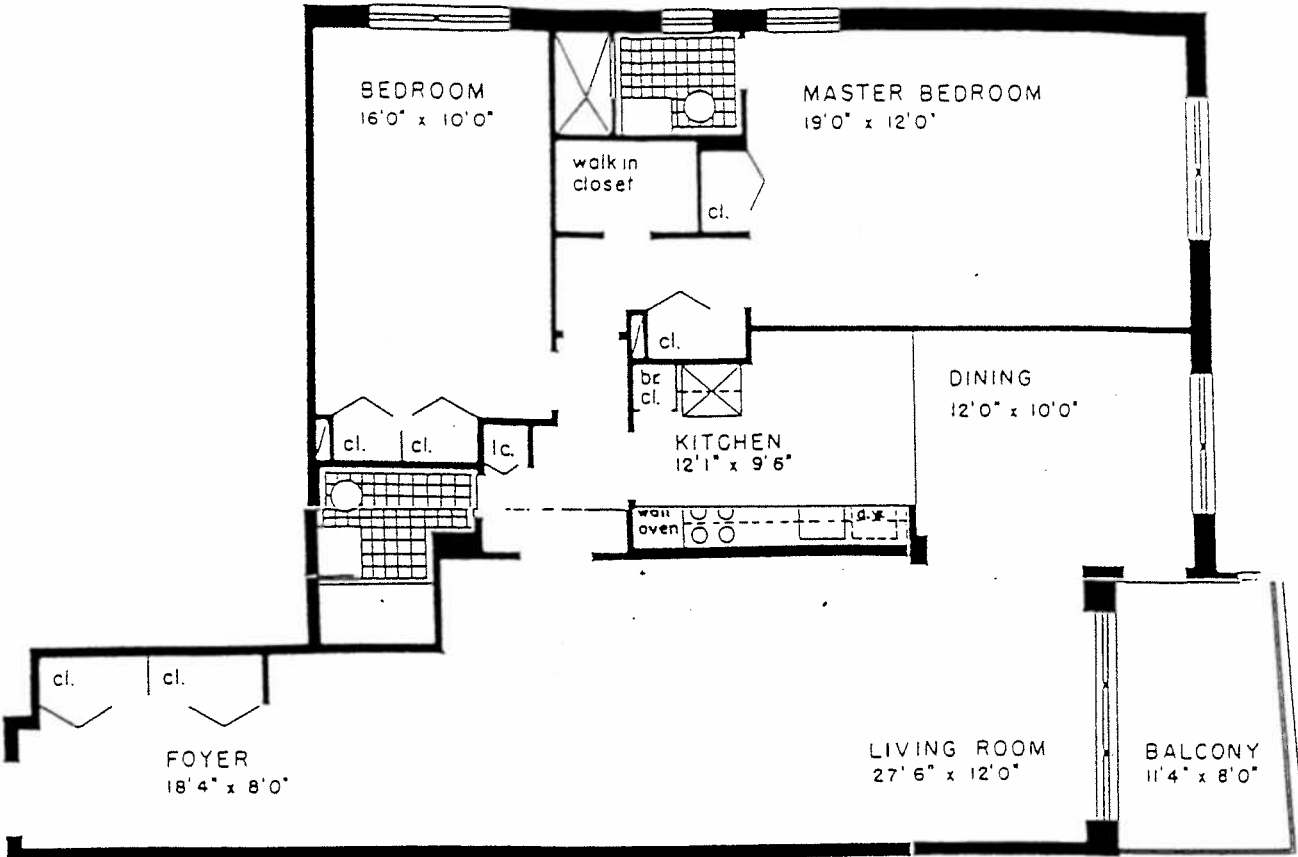 BEDROOM
16'0" x 10'0"
MASTER BEDROOM
19'0" x 12'0'
walk in
closet
cl.
cl.
br.
cl.
DINING
12'0" x 10'0"
cl.
cl.
lc.
KITCHEN
12'1" x 9'6"
wall
oven
d.w.
cl.
cl.
FOYER
18'4" x 8'0"
LIVING ROOM
27'6" x 12'0"
BALCONY
11'4" x 8'0"